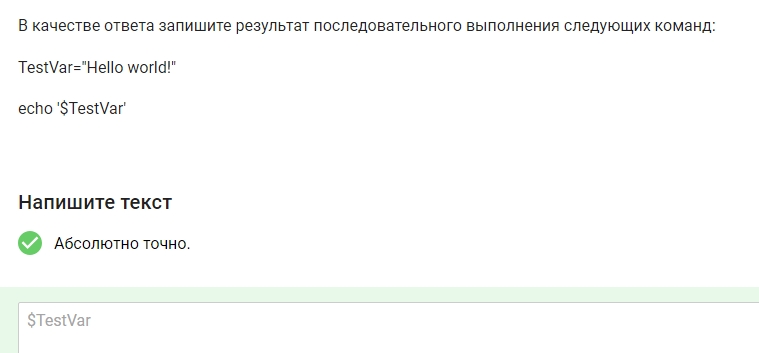 В качестве ответа запишите результат последовательного выполнения следующих команд:
TestVar="Hello world!"
echo '$TestVar'
Напишите текст
Абсолютно точно.
$TestVar